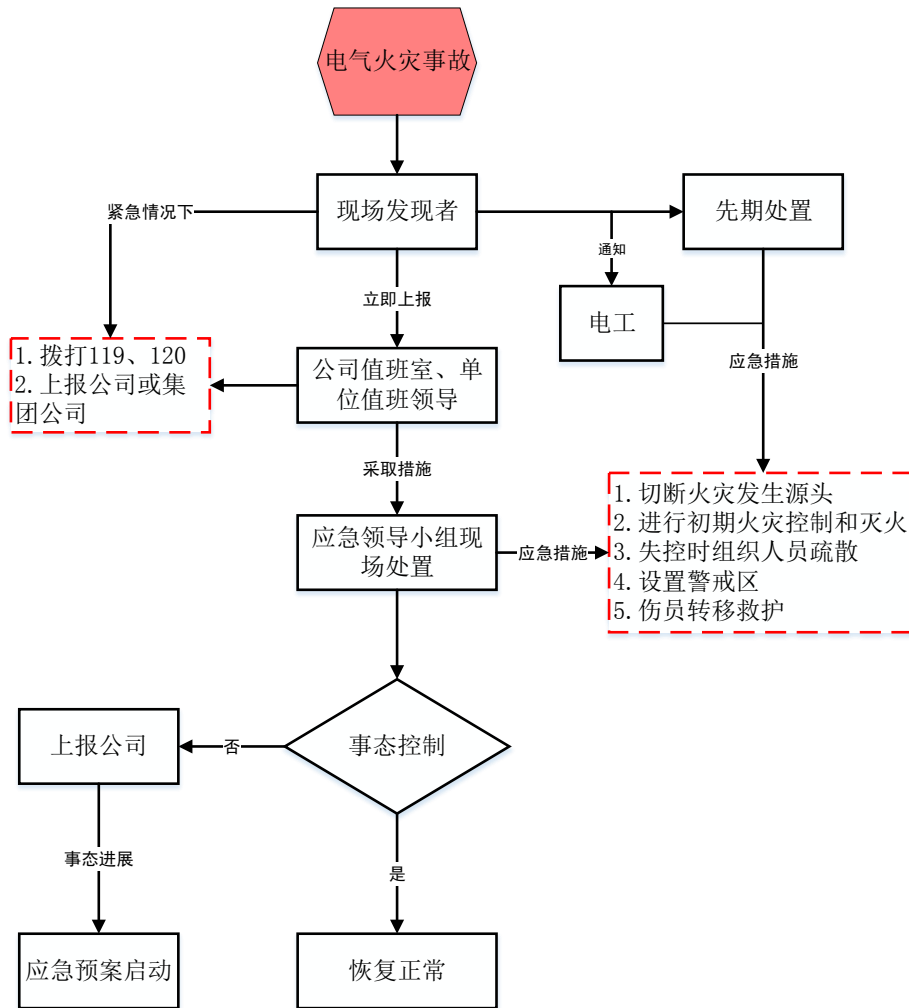 电气火灾事故
紧急情况下
现场发现者
先期处置
通知
立即上报
电工
1.拨打119、120
2.上报公司或集
团公司
公司值班室、单
位值班领导
应急措施
采取措施
1.切断火灾发生源头
2.进行初期火灾控制和灭火
3.失控时组织人员疏散
4.设置警戒区
5.伤员转移救护
应急领导小组现
场处置
应急措施
上报公司
否
事态控制
事态进展
是
应急预案启动
恢复正常